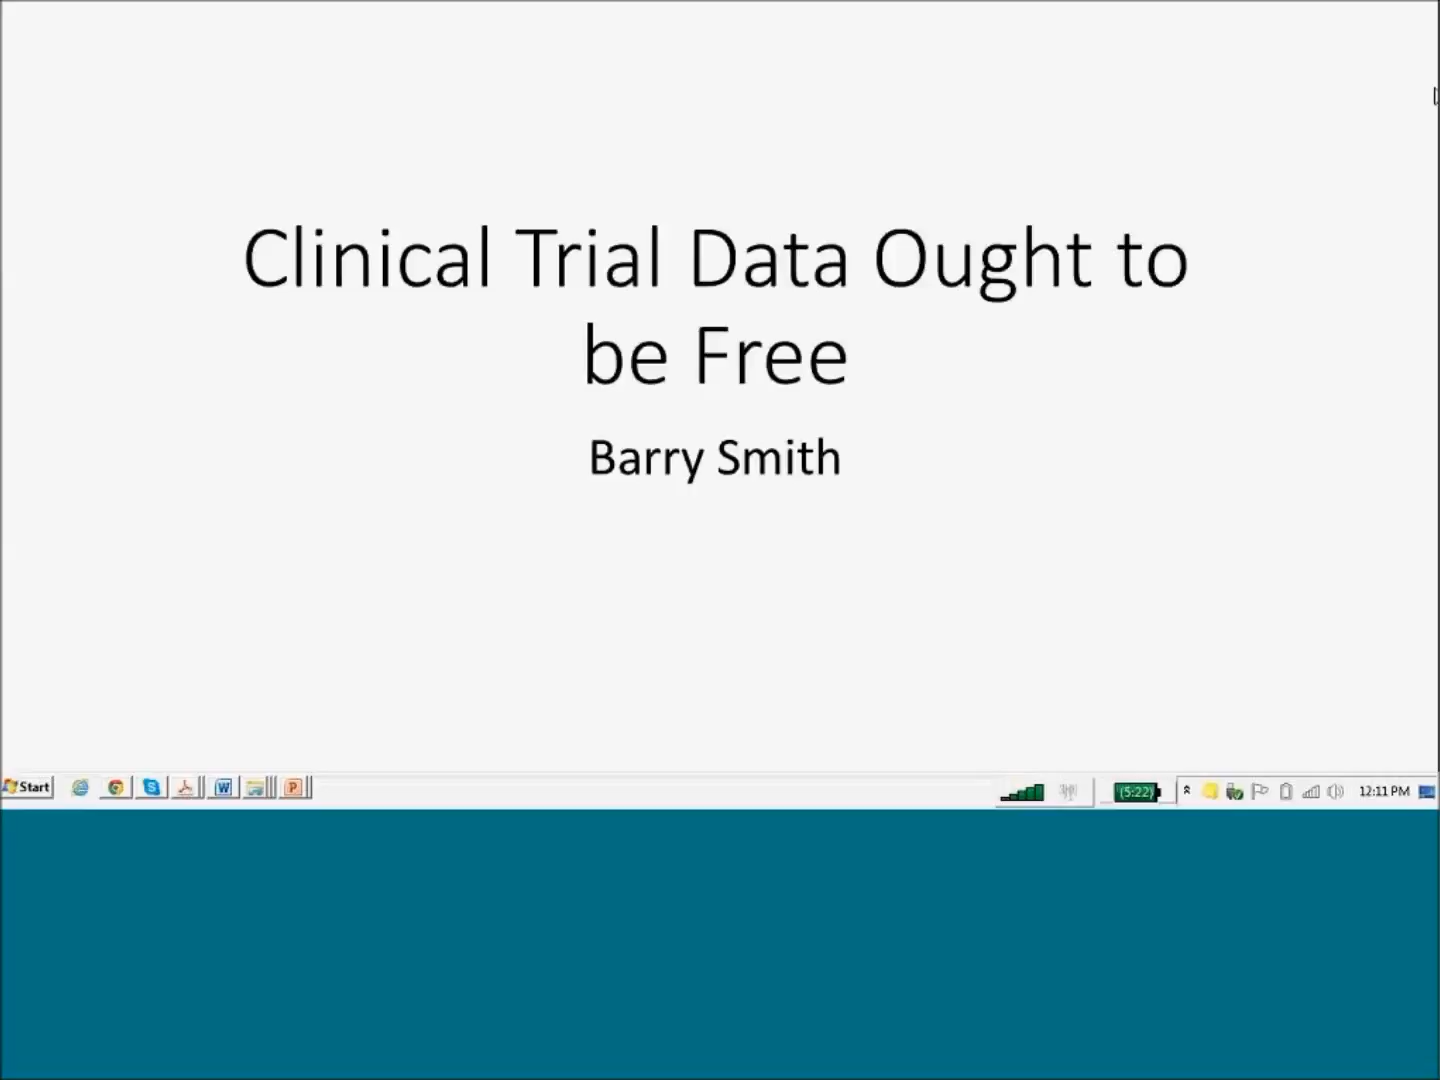 Clinical Trial Data Ought to
be Free
Barry Smith
Start
(5:22)
12:11 PM